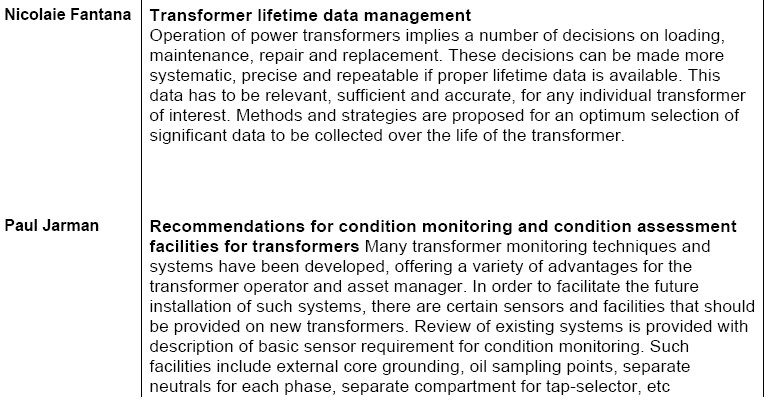 Nicolaie Fantana
Transformer lifetime data management
Operation of power transformers implies a number of decisions on loading,
maintenance, repair and replacement. These decisions can be made more
systematic, precise and repeatable if proper lifetime data is available. This
data has to be relevant, sufficient and accurate, for any individual transformer
of interest. Methods and strategies are proposed for an optimum selection of
significant data to be collected over the life of the transformer.
Paul Jarman
Recommendations for condition monitoring and condition assessment
facilities for transformers Many transformer monitoring techniques and
systems have been developed, offering a variety of advantages for the
transformer operator and asset manager. In order to facilitate the future
installation of such systems, there are certain sensors and facilities that should
be provided on new transformers. Review of existing systems is provided with
description of basic sensor requirement for condition monitoring. Such
facilities include external core grounding, oil sampling points, separate
neutrals for each phase, separate compartment for tap-selector, etc